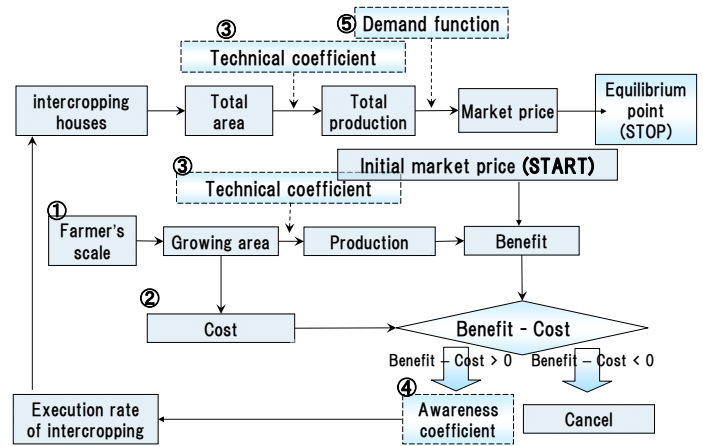 ⑤
Demand function
③
Technical coefficient
intercropping
houses
Total
area
Total
production
Market price
Equilibrium
point
(STOP)
Initial market price (START)
③
Technical coefficient
①
Farmer's
scale
Growing area
Production
Benefit
②
Cost
Benefit - Cost
Benefit - Cost > 0
Benefit - Cost < 0
④
Execution rate
of intercropping
Awareness
coefficient
Cancel